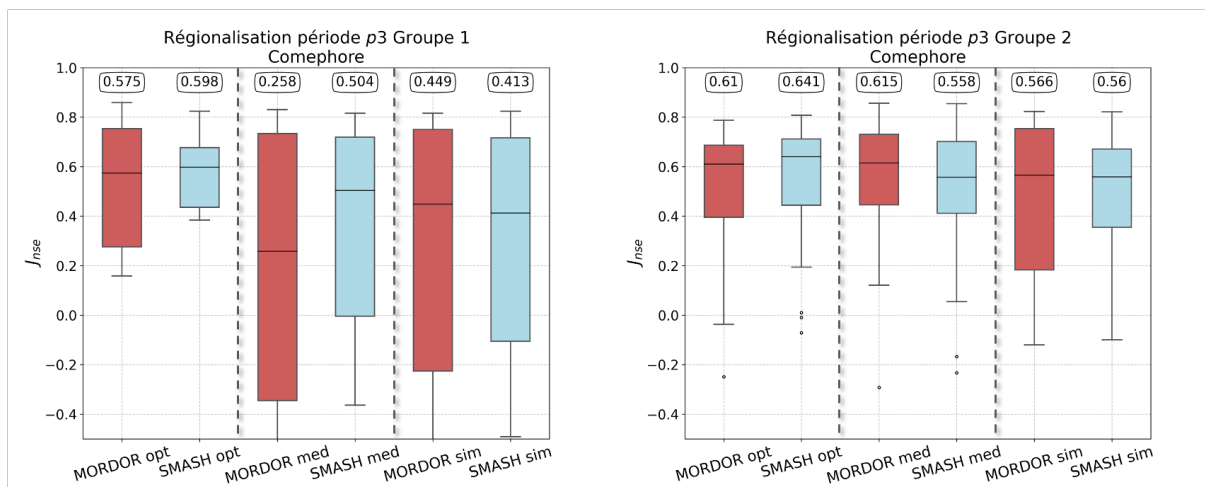 Régionalisation période p3 Groupe 1
Comephore
1.0
0.8
0.6
0.4
0.2
0.0
−0.2
−0.4
J_nse
0.575
0.598
0.258
0.504
0.449
0.413
MORDOR opt
SMASH opt
MORDOR med
SMASH med
MORDOR sim
SMASH sim
Régionalisation période p3 Groupe 2
Comephore
1.0
0.8
0.6
0.4
0.2
0.0
−0.2
−0.4
J_nse
0.61
0.641
0.615
0.558
0.566
0.56
MORDOR opt
SMASH opt
MORDOR med
SMASH med
MORDOR sim
SMASH sim